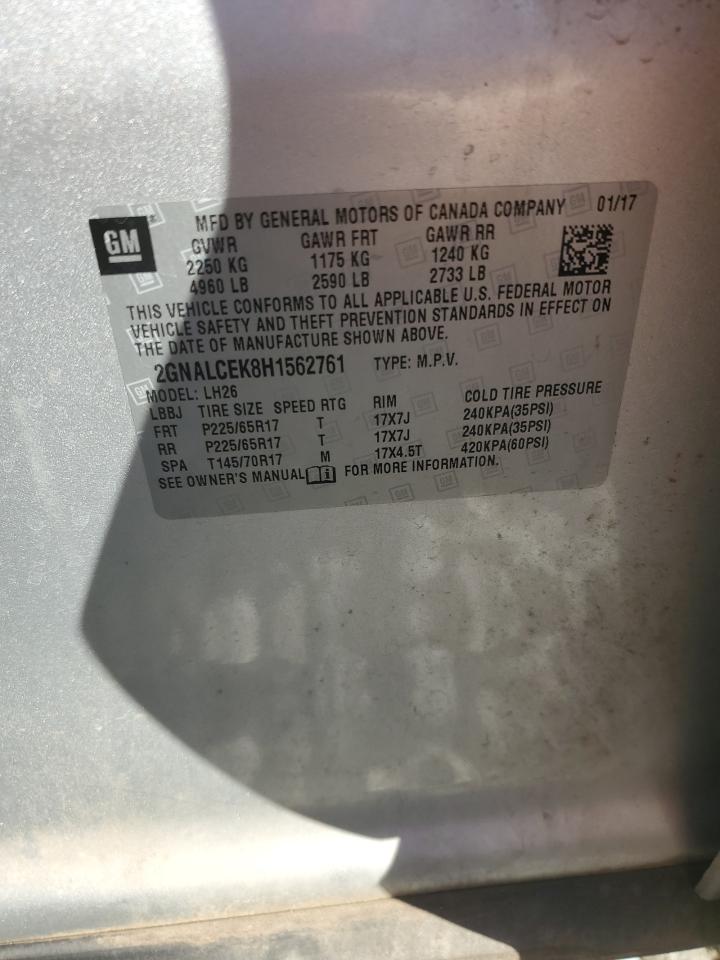 GM
MFD BY GENERAL MOTORS OF CANADA COMPANY 01/17
GVWR GAWR FRT GAWR RR
2250 KG 1175 KG 1240 KG
4960 LB 2590 LB 2733 LB
THIS VEHICLE CONFORMS TO ALL APPLICABLE U.S. FEDERAL MOTOR
VEHICLE SAFETY AND THEFT PREVENTION STANDARDS IN EFFECT ON
THE DATE OF MANUFACTURE SHOWN ABOVE.
2GNALCEK8H1562761 TYPE: M.P.V.
MODEL: LH26
LBBJ TIRE SIZE SPEED RTG RIM COLD TIRE PRESSURE
FRT P225/65R17 T 17X7J 240KPA(35PSI)
RR P225/65R17 T 17X7J 240KPA(35PSI)
SPA T145/70R17 M 17X4.5T 420KPA(60PSI)
SEE OWNER'S MANUAL FOR MORE INFORMATION.